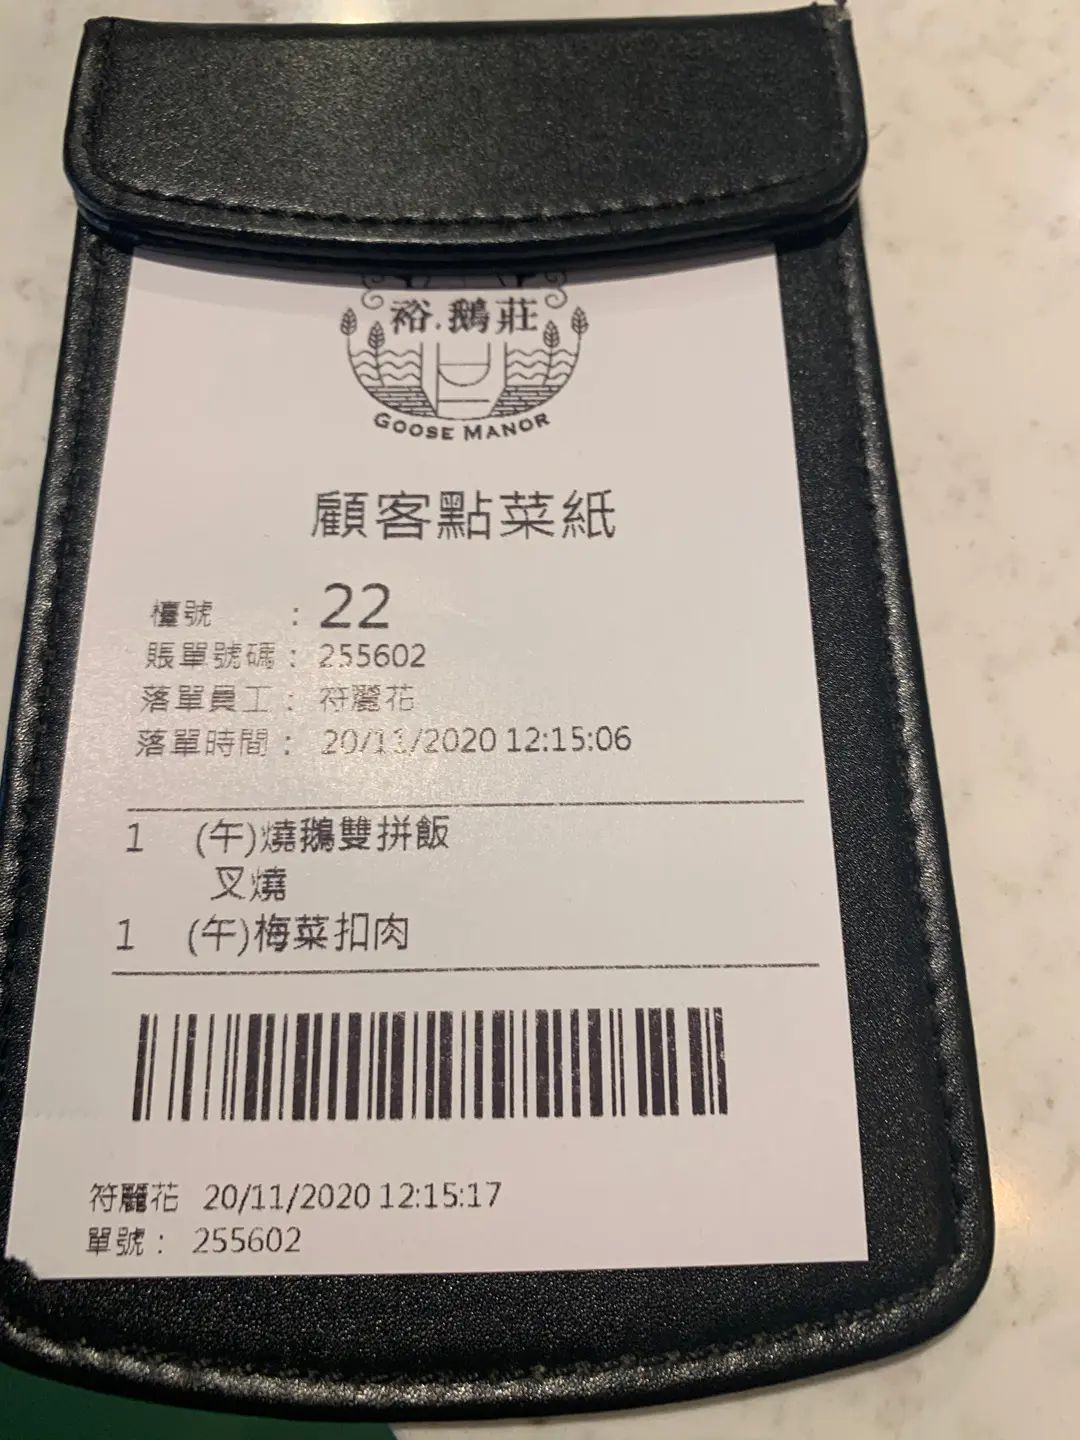 裕.鵝莊
GOOSE MANOR
顧客點菜紙
檯號 : 22
賬單號碼 : 255602
落單員工 : 符麗花
落單時間 : 20/11/2020 12:15:06
1 (午)燒鵝雙拼飯
叉燒
1 (午)梅菜扣肉
符麗花 20/11/2020 12:15:17
單號 : 255602